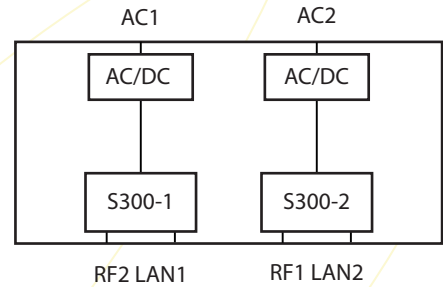 AC1 AC2
AC/DC AC/DC
S300-1 S300-2
RF2 LAN1 RF1 LAN2